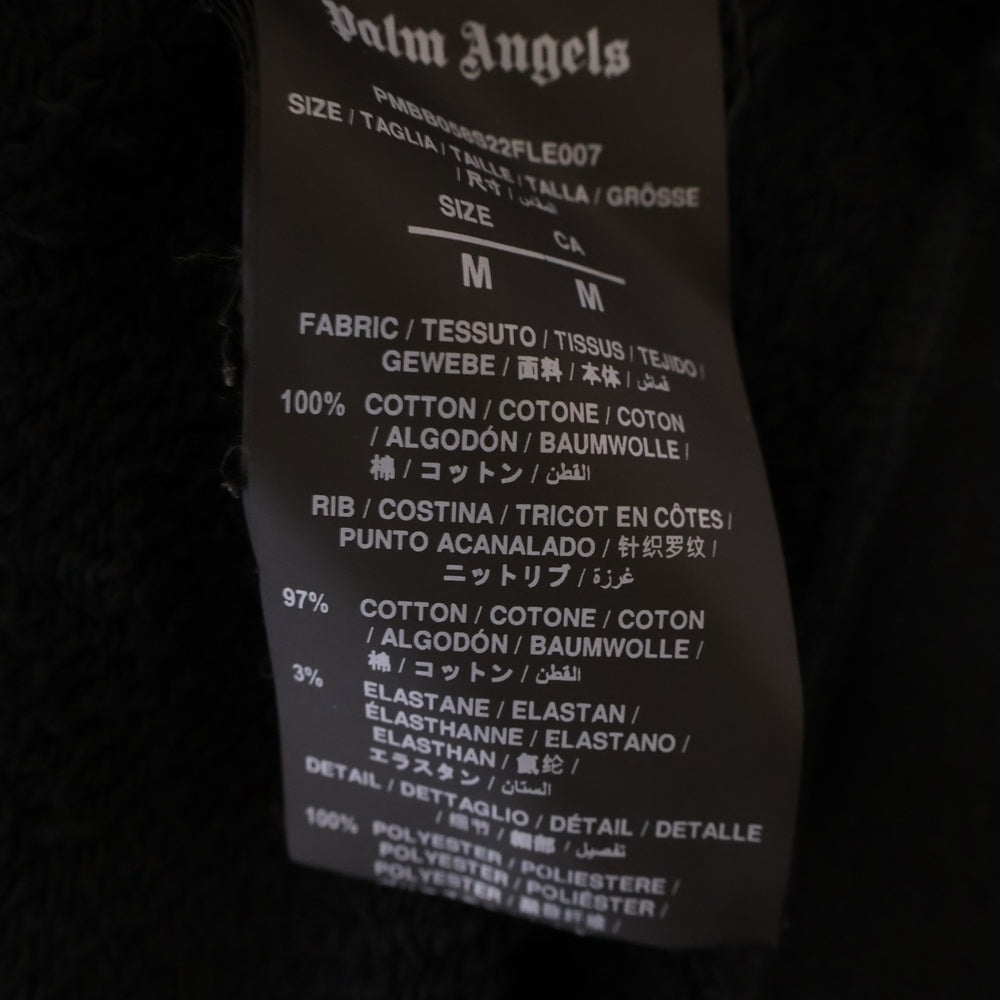 Palm Angels
PMBB058S22FLE007
SIZE / TAGLIA / TAILLE / TALLA / GRÖSSE
/ 尺寸 / المقاس
SIZE CA
M M
FABRIC / TESSUTO / TISSUS / TEJIDO /
GEWEBE / 面料 / 本体 / قماش
100% COTTON / COTONE / COTON
/ ALGODÓN / BAUMWOLLE /
棉 / コットン / القطن
RIB / COSTINA / TRICOT EN CÔTES /
PUNTO ACANALADO / 针织罗纹 /
ニットリブ / غرزة
97% COTTON / COTONE / COTON
/ ALGODÓN / BAUMWOLLE /
棉 / コットン / القطن
3% ELASTANE / ELASTAN /
ÉLASTHANNE / ELASTANO /
ELASTHAN / 氨纶 /
エラスタン / الستان
DETAIL / DETTAGLIO / DÉTAIL / DETALLE
/ 细节 / 細部 / تفصيل
100% POLYESTER / POLIESTERE /
POLYESTER / POLIÉSTER /
POLYESTER /